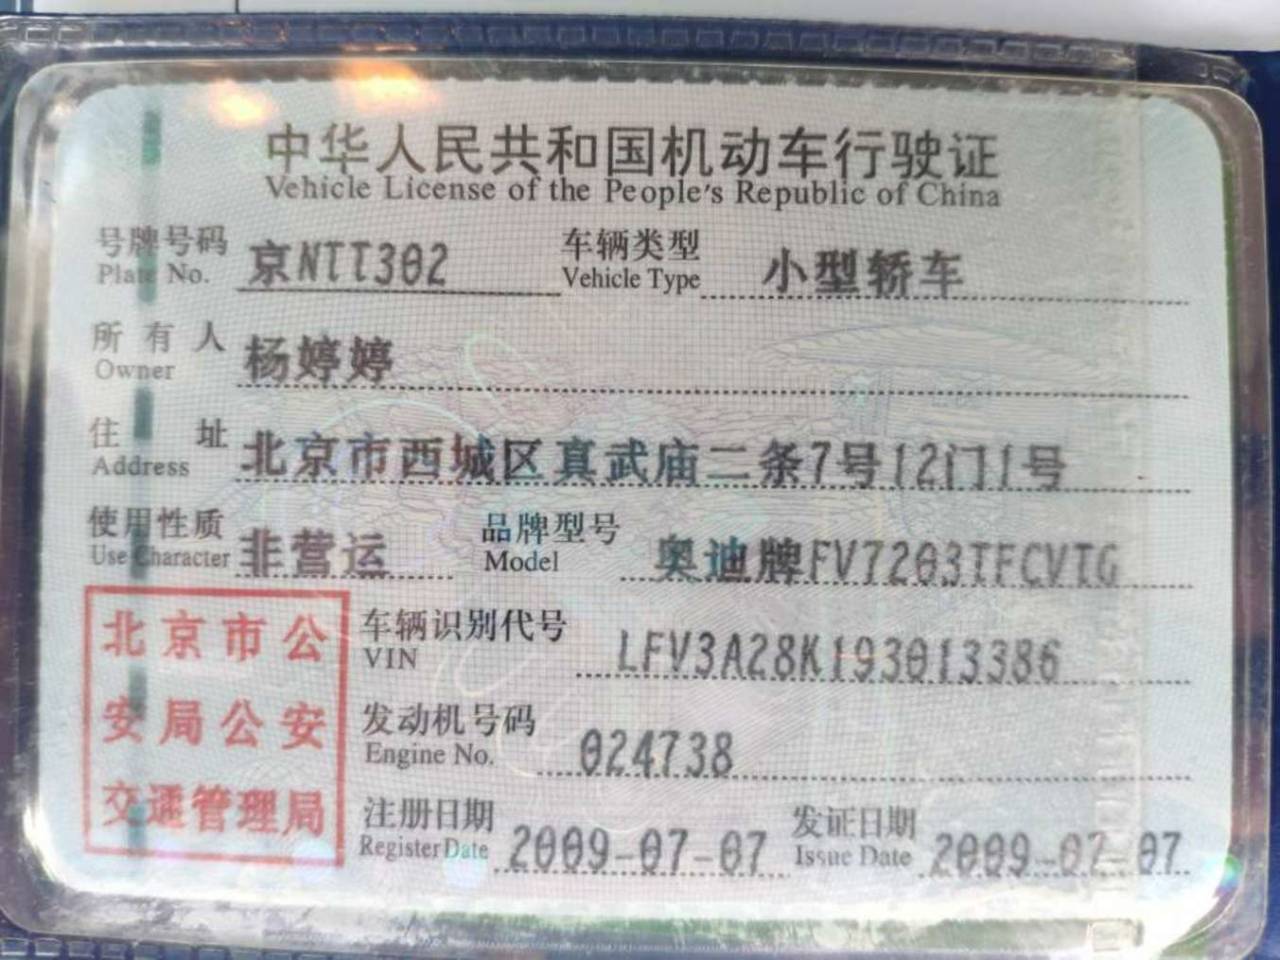 中华人民共和国机动车行驶证
Vehicle License of the People's Republic of China
号牌号码 京NTT302 车辆类型 小型轿车
Plate No. Vehicle Type
所有人 杨婷婷
Owner
住址 北京市西城区真武庙二条7号12门1号
Address
使用性质 非营运 品牌型号 奥迪牌FV7203TFCVTG
Use Character Model
北京市公
安局公安
交通管理局
车辆识别代号 LFV3A28K193013386
VIN
发动机号码 024738
Engine No.
注册日期 2009-07-07 发证日期 2009-07-07
Register Date Issue Date